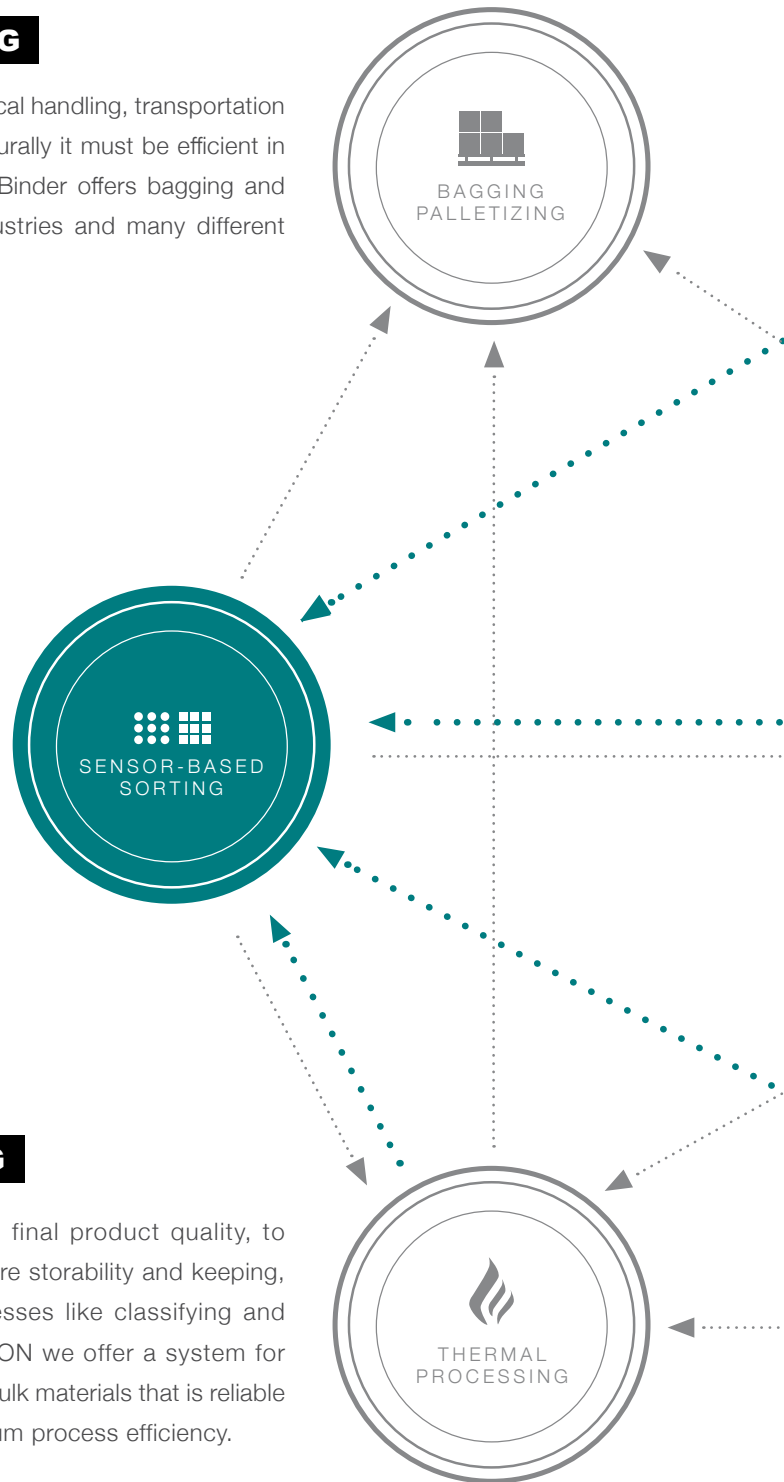 G
cal handling, transportation
urally it must be efficient in
Binder offers bagging and
ustries and many different
BAGGING
PALLETIZING
SENSOR-BASED
SORTING
G
final product quality, to
re storability and keeping,
esses like classifying and
ON we offer a system for
ulk materials that is reliable
um process efficiency.
THERMAL
PROCESSING